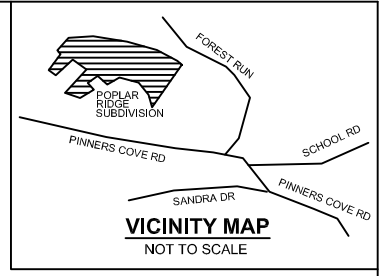 FOREST RUN
POPLAR
RIDGE
SUBDIVISION
PINNERS COVE RD
SCHOOL RD
SANDRA DR
PINNERS COVE RD
VICINITY MAP
NOT TO SCALE